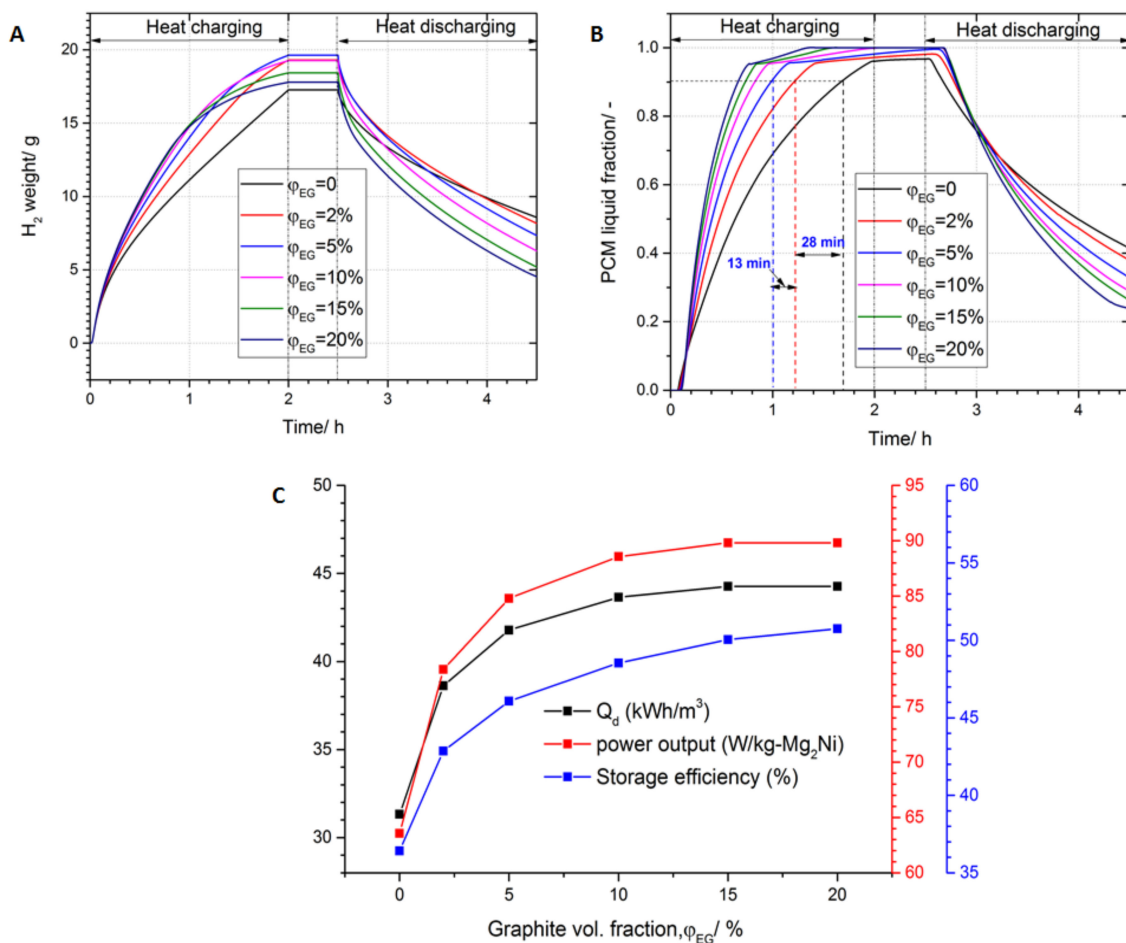 A
Heat charging
Heat discharging
H₂ weight/ g
20
15
10
5
0
φEG=0
φEG=2%
φEG=5%
φEG=10%
φEG=15%
φEG=20%
0
1
2
3
4
Time/ h
B
Heat charging
Heat discharging
PCM liquid fraction/ -
1.0
0.8
0.6
0.4
0.2
0.0
28 min
13 min
φEG=0
φEG=2%
φEG=5%
φEG=10%
φEG=15%
φEG=20%
0
1
2
3
4
Time/ h
C
50
45
40
35
30
95
90
85
80
75
70
65
60
60
55
50
45
40
35
Qd (kWh/m³)
power output (W/kg-Mg₂Ni)
Storage efficiency (%)
0
5
10
15
20
Graphite vol. fraction,φEG/ %